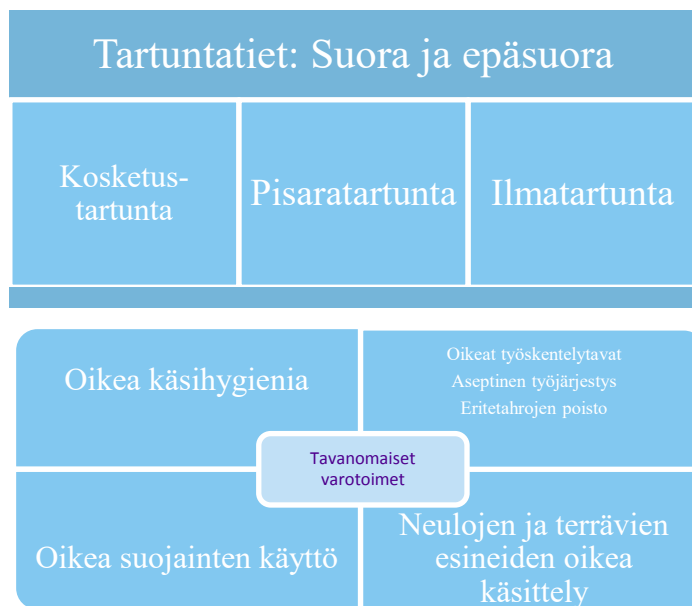 Tartuntatiet: Suora ja epäsuora
Kosketus-
tartunta
Pisaratartunta
Ilmatartunta
Oikea käsihygienia
Oikeat työskentelytavat
Aseptinen työjärjestys
Eritetahrojen poisto
Tavanomaiset
varotoimet
Oikea suojainten käyttö
Neulojen ja terrävien
esineiden oikea
käsittely